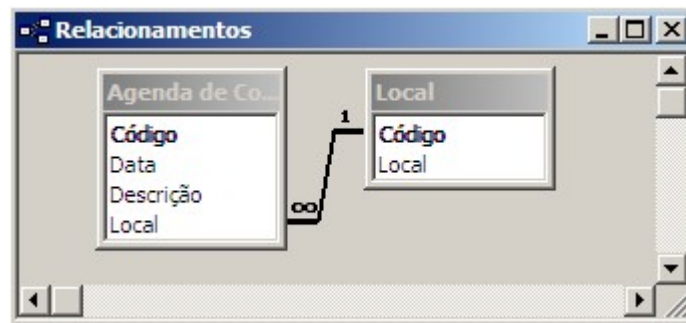 Relacionamentos
Agenda de Co...
Código
Data
Descrição
Local
1
∞
Local
Código
Local